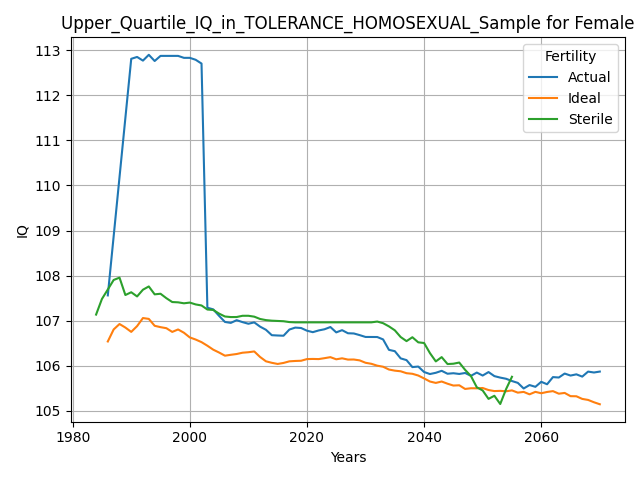 Upper_Quartile_IQ_in_TOLERANCE_HOMOSEXUAL_Sample for Female
Fertility
Actual
Ideal
Sterile
IQ
113
112
111
110
109
108
107
106
105
1980
2000
2020
2040
2060
Years